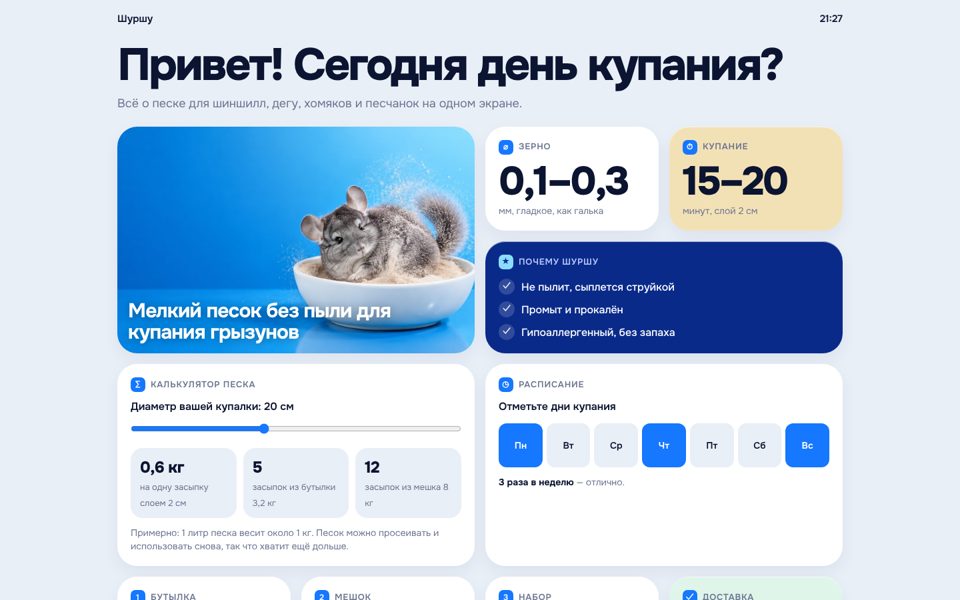 Шуршу
21:27
Привет! Сегодня день купания?
Всё о песке для шиншилл, дегу, хомяков и песчанок на одном экране.
Мелкий песок без пыли для
купания грызунов
ЗЕРНО
0,1–0,3
мм, гладкое, как галька
КУПАНИЕ
15–20
минут, слой 2 см
ПОЧЕМУ ШУРШУ
Не пылит, сыплется струйкой
Промыт и прокалён
Гипоаллергенный, без запаха
Σ КАЛЬКУЛЯТОР ПЕСКА
Диаметр вашей купалки: 20 см
0,6 кг
на одну засыпку
слоем 2 см
5
засыпок из бутылки
3,2 кг
12
засыпок из мешка 8
кг
Примерно: 1 литр песка весит около 1 кг. Песок можно просеивать и
использовать снова, так что хватит ещё дольше.
РАСПИСАНИЕ
Отметьте дни купания
Пн Вт Ср Чт Пт Сб Вс
3 раза в неделю — отлично.
1 БУТЫЛКА
2 МЕШОК
3 НАБОР
ДОСТАВКА